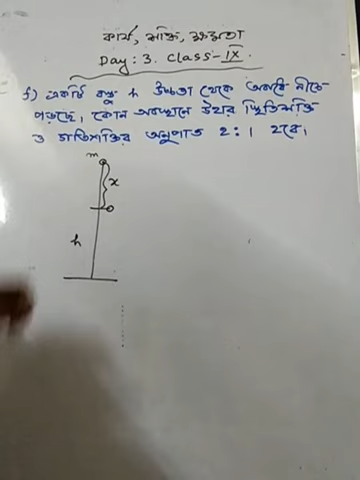 কার্য, শক্তি, ক্ষমতা
Day: 3. Class-IX
১) একটি বস্তু h উচ্চতা থেকে অবাধে নীচে
পড়ছে। কোন অবস্থানে উহার স্থিতিশক্তি
ও গতিশক্তির অনুপাত 2:1 হবে।
m
x
h